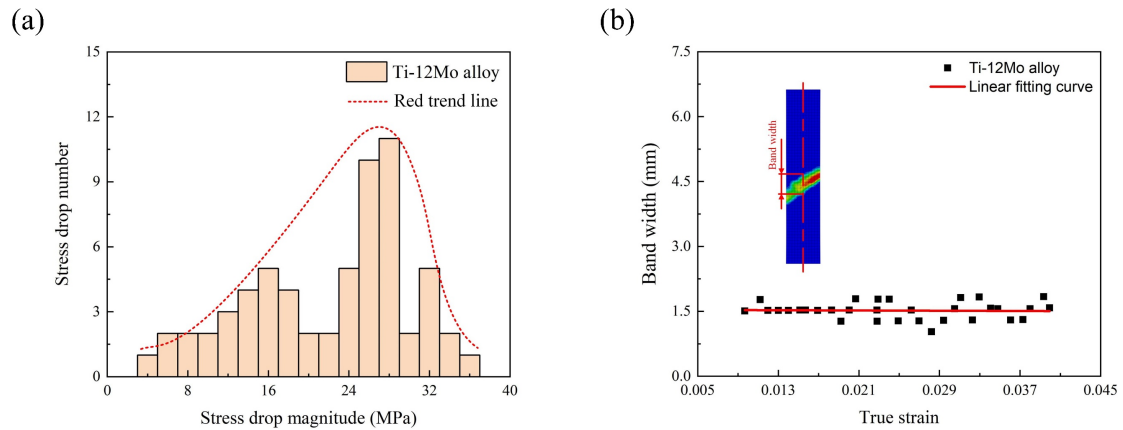 (a)
15
12
9
6
3
0
0
8
16
24
32
40
Stress drop number
Stress drop magnitude (MPa)
Ti-12Mo alloy
Red trend line
(b)
7.5
6.0
4.5
3.0
1.5
0.0
0.005
0.013
0.021
0.029
0.037
0.045
Band width (mm)
True strain
Ti-12Mo alloy
Linear fitting curve
Band width